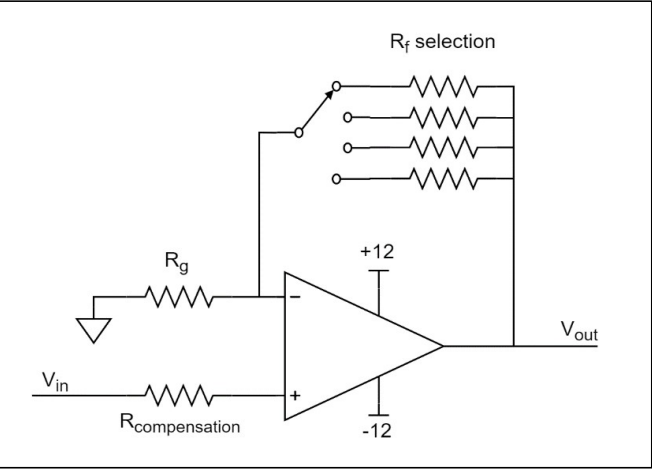 Rf selection
+12
Rg
−
Vout
Vin
+
Rcompensation
-12